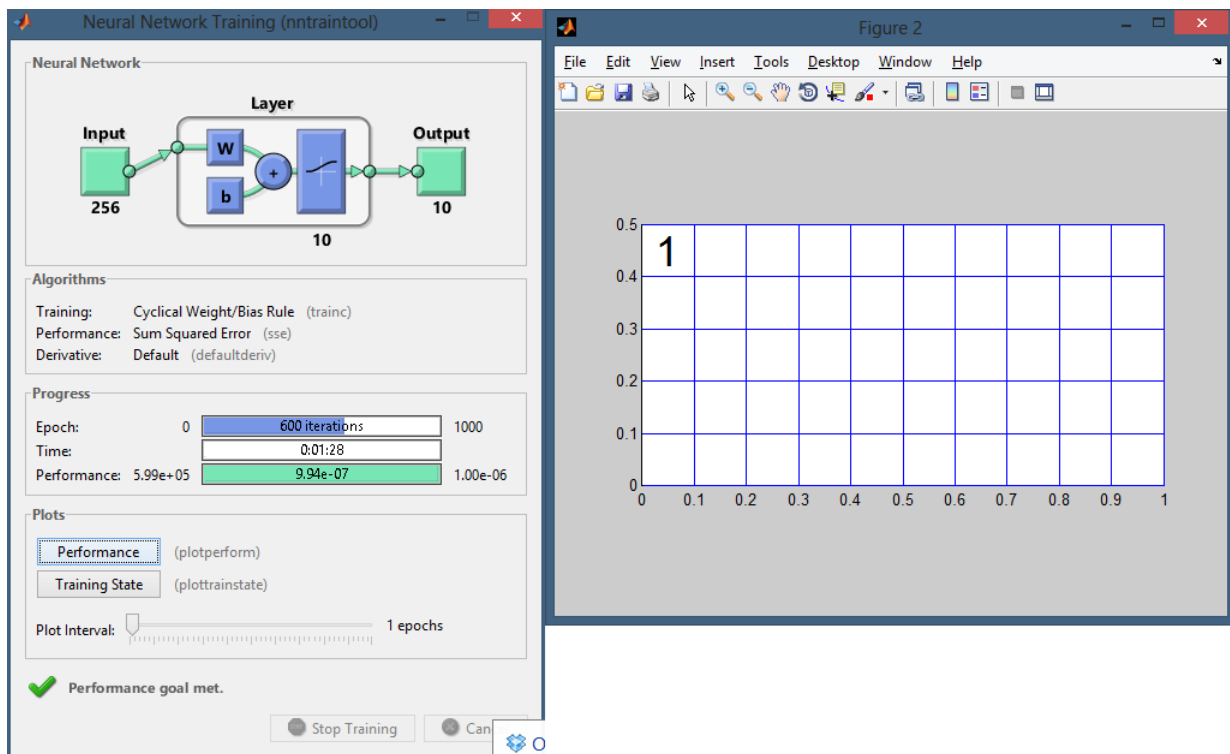 Neural Network Training (nntraintool)
Neural Network
Layer
Input
Output
W
b
+
256
10
10
Algorithms
Training: Cyclical Weight/Bias Rule (trainc)
Performance: Sum Squared Error (sse)
Derivative: Default (defaultderiv)
Progress
Epoch: 0 600 iterations 1000
Time: 0:01:28
Performance: 5.99e+05 9.94e-07 1.00e-06
Plots
Performance (plotperform)
Training State (plottrainstate)
Plot Interval: 1 epochs
Performance goal met.
Stop Training
Can
O
Figure 2
File Edit View Insert Tools Desktop Window Help
0.5
1
0.4
0.3
0.2
0.1
0
0 0.1 0.2 0.3 0.4 0.5 0.6 0.7 0.8 0.9 1